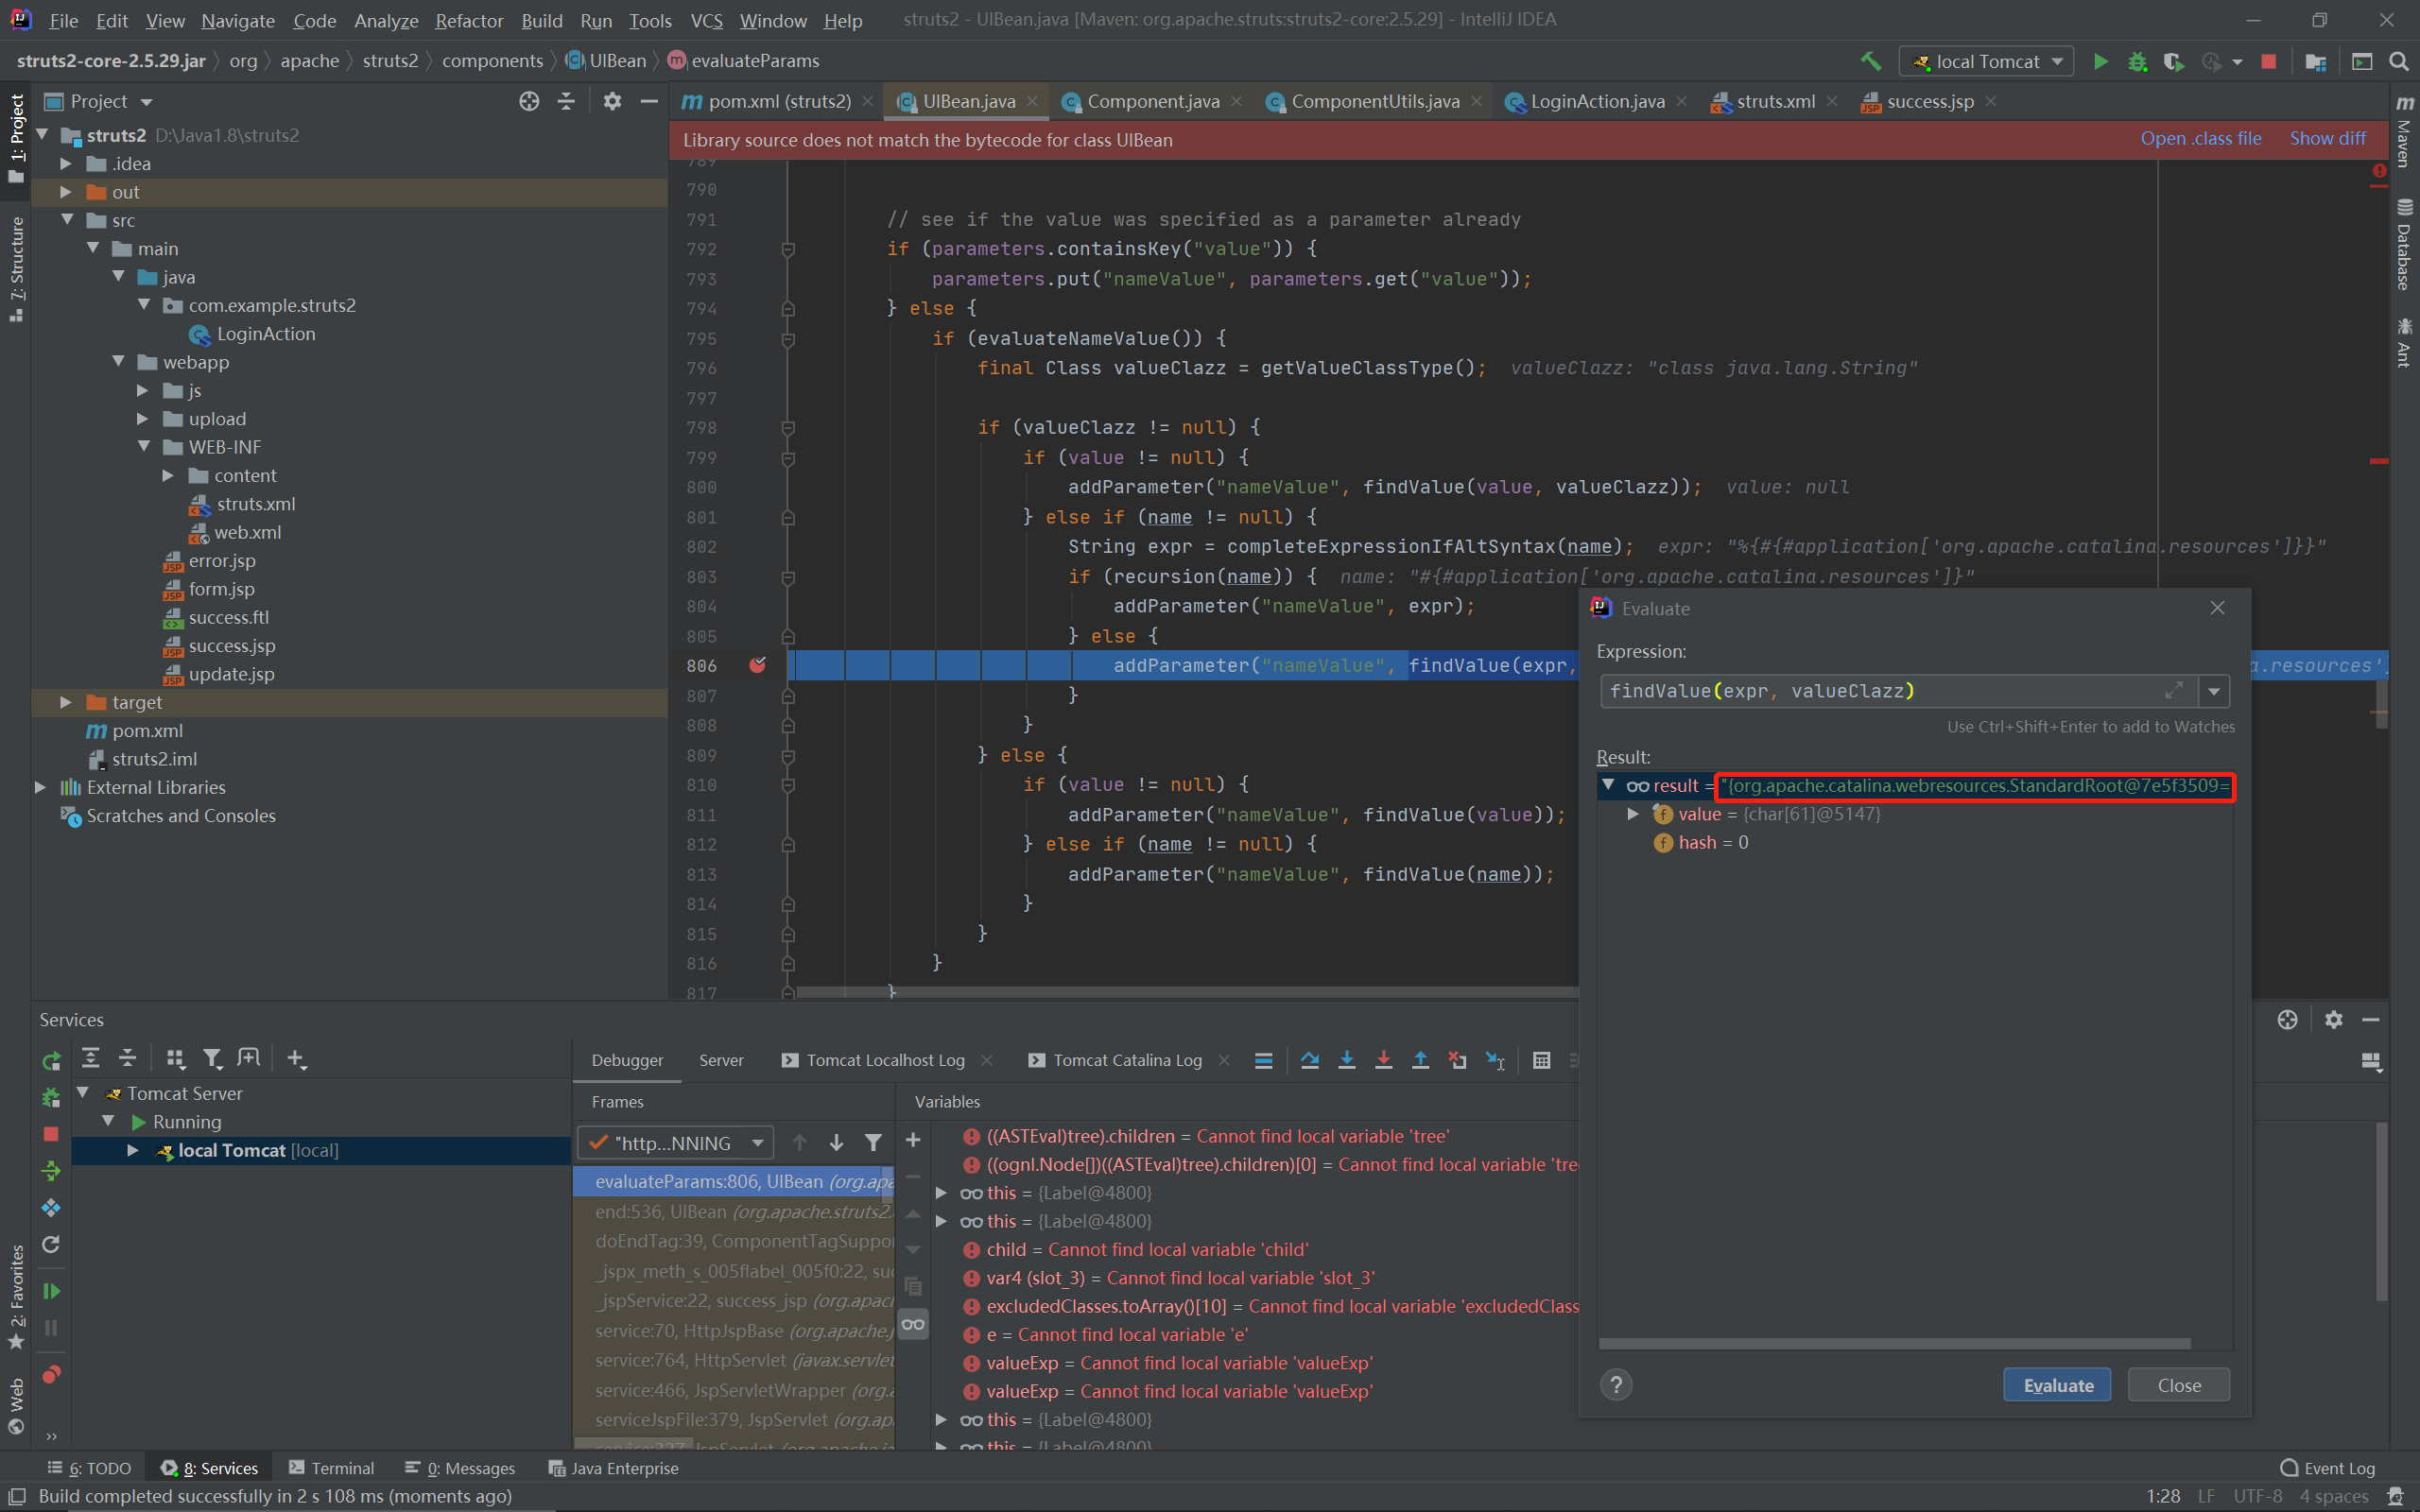 File Edit View Navigate Code Analyze Refactor Build Run Tools VCS Window Help struts2 - UIBean.java [Maven: org.apache.struts:struts2-core:2.5.29] - IntelliJ IDEA
struts2-core-2.5.29.jar org apache struts2 components UIBean evaluateParams local Tomcat
1: Project
7: Structure
2: Favorites
Web
Project
struts2 D:\Java1.8\struts2
.idea
out
src
main
java
com.example.struts2
LoginAction
webapp
js
upload
WEB-INF
content
struts.xml
web.xml
error.jsp
form.jsp
success.ftl
success.jsp
update.jsp
target
pom.xml
struts2.iml
External Libraries
Scratches and Consoles
pom.xml (struts2) UIBean.java Component.java ComponentUtils.java LoginAction.java struts.xml success.jsp
Library source does not match the bytecode for class UIBean Open .class file Show diff
789
790
791 // see if the value was specified as a parameter already
792 if (parameters.containsKey("value")) {
793 parameters.put("nameValue", parameters.get("value"));
794 } else {
795 if (evaluateNameValue()) {
796 final Class valueClazz = getValueClassType(); valueClazz: "class java.lang.String"
797
798 if (valueClazz != null) {
799 if (value != null) {
800 addParameter("nameValue", findValue(value, valueClazz)); value: null
801 } else if (name != null) {
802 String expr = completeExpressionIfAltSyntax(name); expr: "%{#{#application['org.apache.catalina.resources']}}"
803 if (recursion(name)) { name: "#{#application['org.apache.catalina.resources']}"
804 addParameter("nameValue", expr);
805 } else {
806 addParameter("nameValue", findValue(expr, a.resources'
807 }
808 }
809 } else {
810 if (value != null) {
811 addParameter("nameValue", findValue(value));
812 } else if (name != null) {
813 addParameter("nameValue", findValue(name));
814 }
815 }
816 }
817 }
Maven
Database
Ant
Evaluate
Expression:
findValue(expr, valueClazz)
Use Ctrl+Shift+Enter to add to Watches
Result:
result = "{org.apache.catalina.webresources.StandardRoot@7e5f3509=
value = {char[61]@5147}
hash = 0
? Evaluate Close
Services
Tomcat Server
Running
local Tomcat [local]
Debugger Server Tomcat Localhost Log Tomcat Catalina Log
Frames
"http...NNING
evaluateParams:806, UIBean (org.apa
end:536, UIBean (org.apache.struts2.
doEndTag:39, ComponentTagSuppor
_jspx_meth_s_005flabel_005f0:22, suc
_jspService:22, success_jsp (org.apach
service:70, HttpJspBase (org.apache.j
service:764, HttpServlet (javax.servlet
service:466, JspServletWrapper (org.a
serviceJspFile:379, JspServlet (org.ap
service:327, JspServlet (org.apache.ja
Variables
((ASTEval)tree).children = Cannot find local variable 'tree'
((ognl.Node[])((ASTEval)tree).children)[0] = Cannot find local variable 'tre
this = {Label@4800}
this = {Label@4800}
child = Cannot find local variable 'child'
var4 (slot_3) = Cannot find local variable 'slot_3'
excludedClasses.toArray()[10] = Cannot find local variable 'excludedClass
e = Cannot find local variable 'e'
valueExp = Cannot find local variable 'valueExp'
valueExp = Cannot find local variable 'valueExp'
this = {Label@4800}
this = {Label@4800}
6: TODO 8: Services Terminal 0: Messages Java Enterprise Event Log
Build completed successfully in 2 s 108 ms (moments ago) 1:28 LF UTF-8 4 spaces